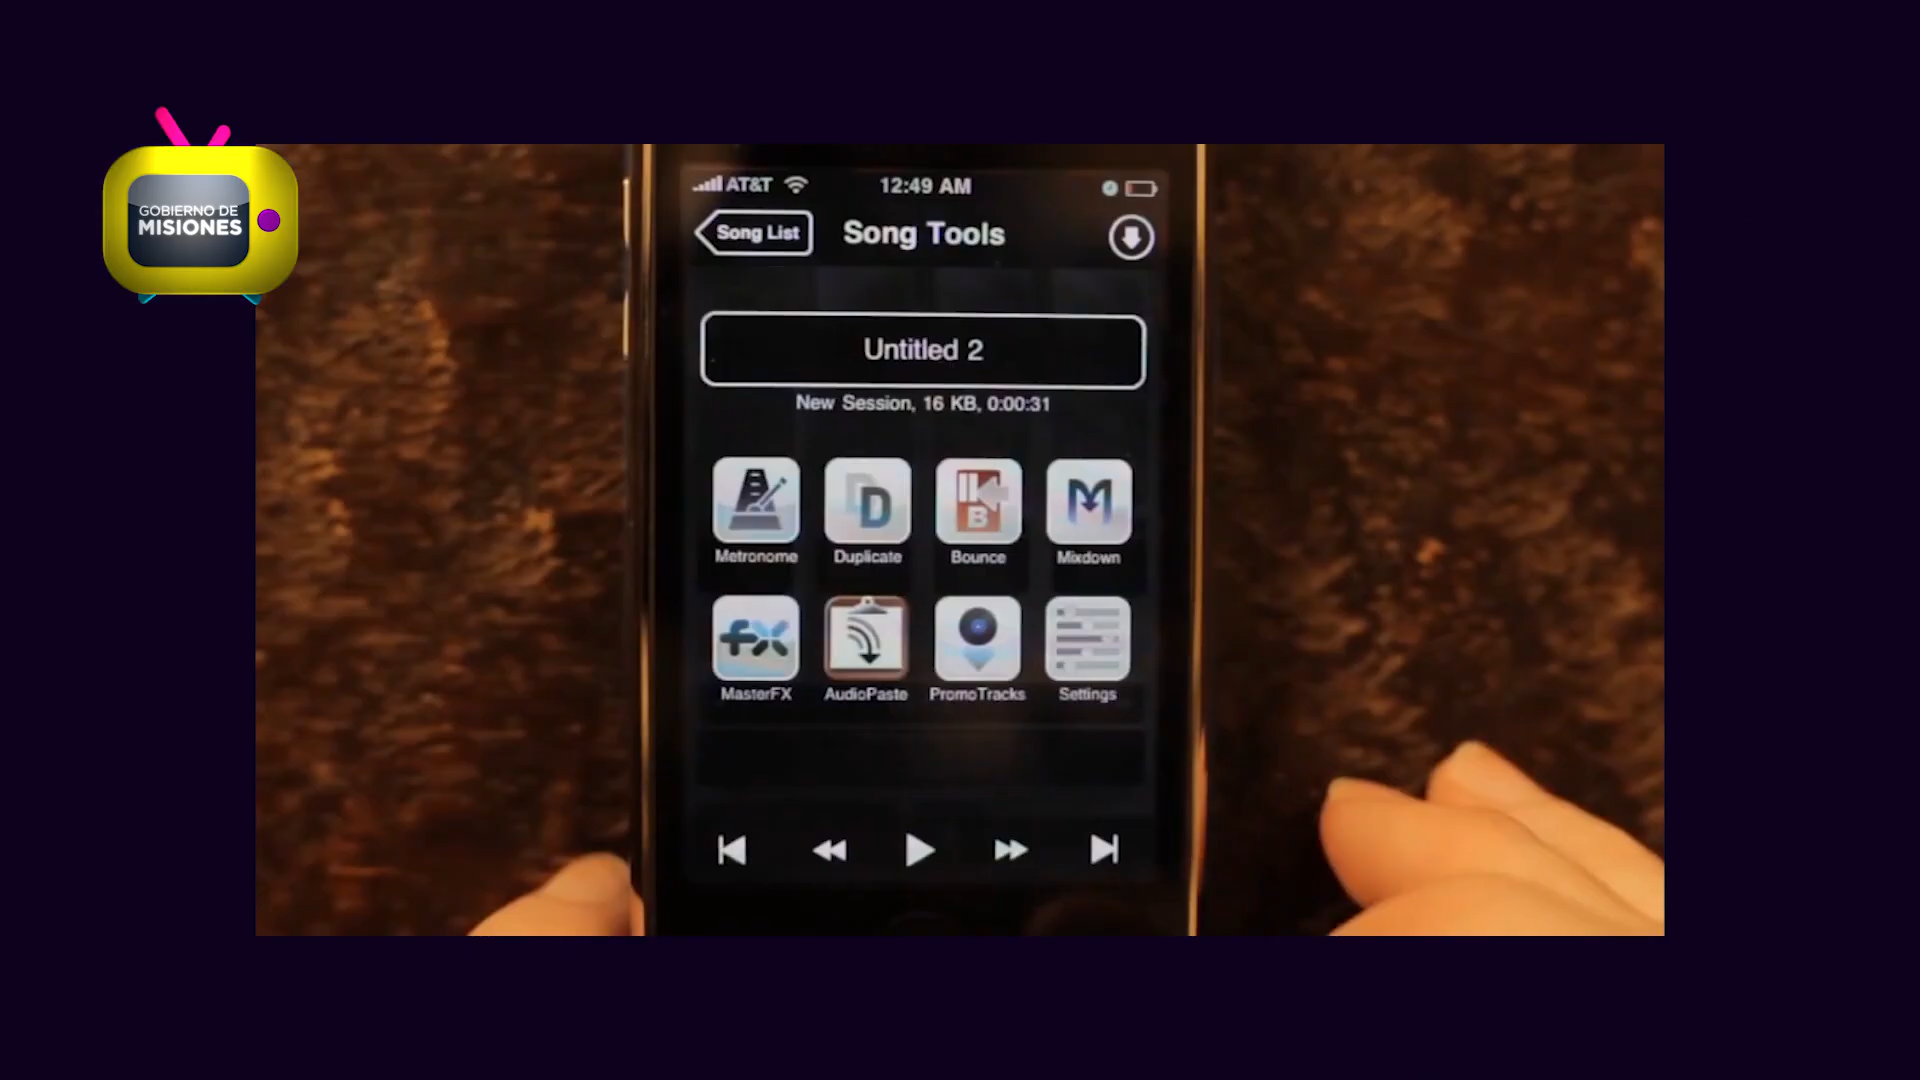 GOBIERNO DE
MISIONES
AT&T 12:49 AM
Song List Song Tools
Untitled 2
New Session, 16 KB, 0:00:31
Metronome Duplicate Bounce Mixdown
MasterFX AudioPaste PromoTracks Settings